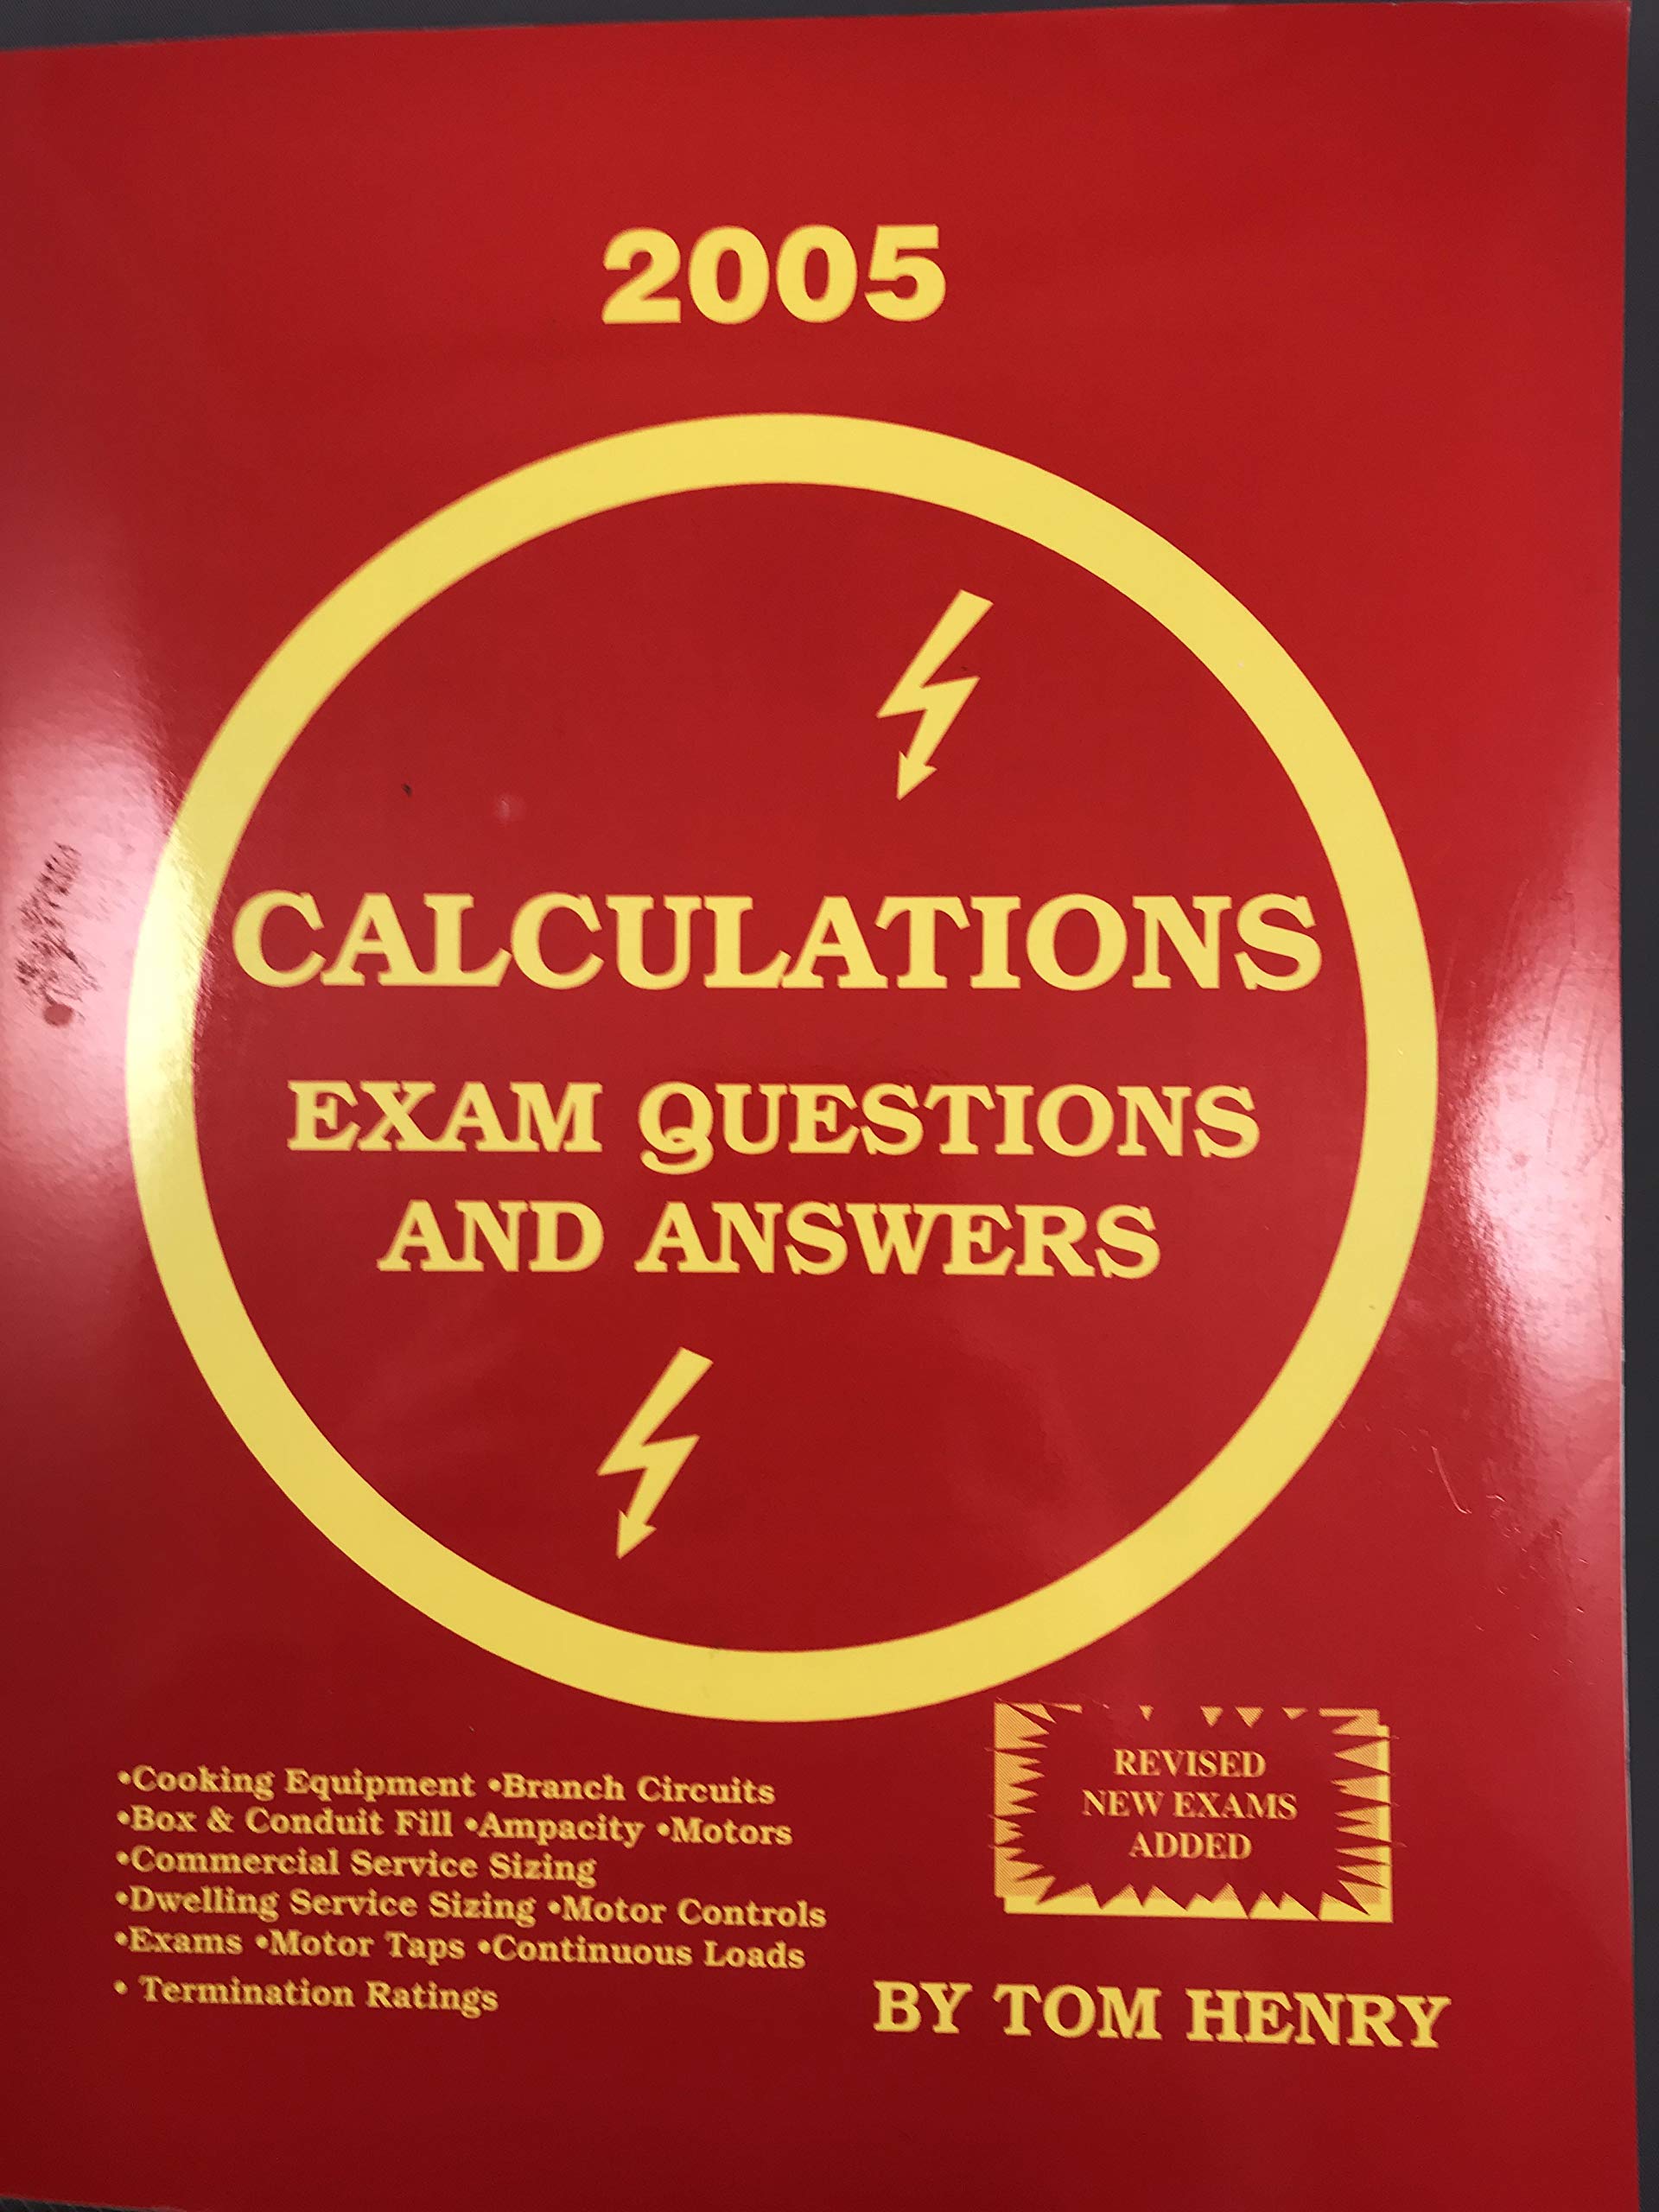 2005
CALCULATIONS
EXAM QUESTIONS
AND ANSWERS
•Cooking Equipment •Branch Circuits
•Box & Conduit Fill •Ampacity •Motors
•Commercial Service Sizing
•Dwelling Service Sizing •Motor Controls
•Exams •Motor Taps •Continuous Loads
• Termination Ratings
REVISED
NEW EXAMS
ADDED
BY TOM HENRY